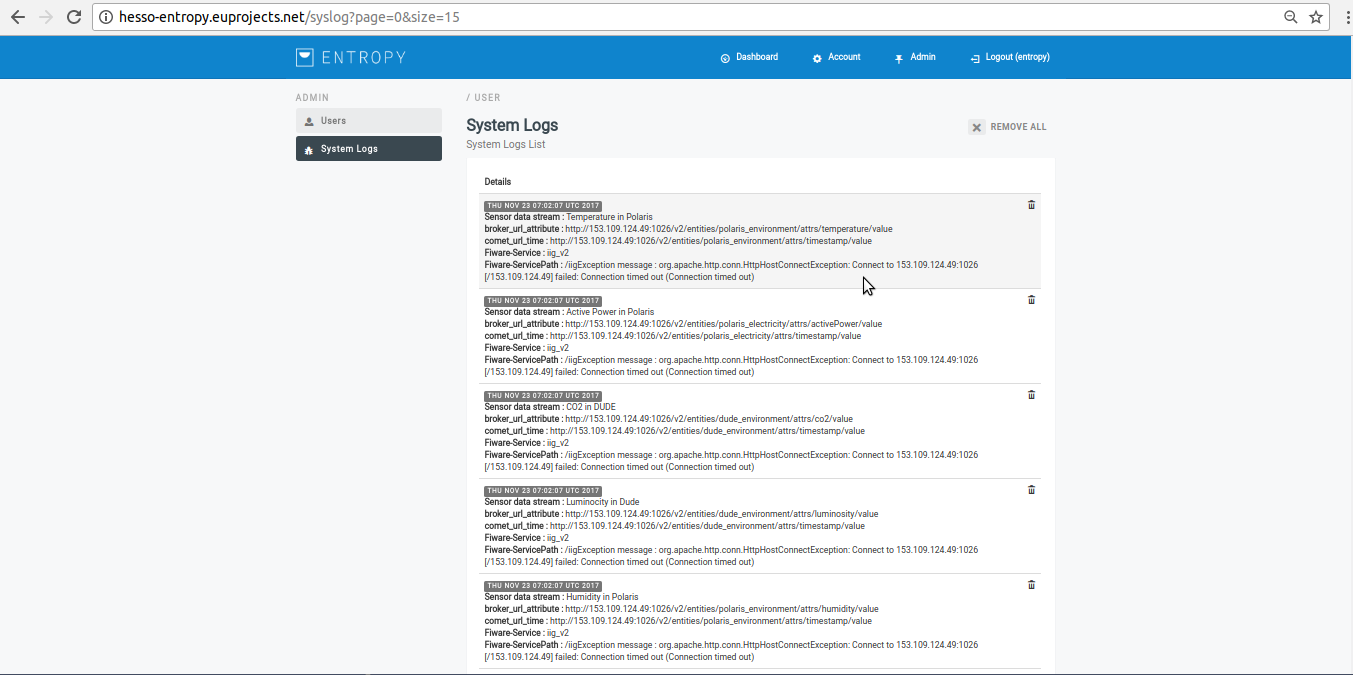 hesso-entropy.euprojects.net/syslog?page=0&size=15
ENTROPY
Dashboard
Account
Admin
Logout (entropy)
ADMIN
Users
System Logs
/ USER
System Logs
System Logs List
REMOVE ALL
Details
THU NOV 23 07:02:07 UTC 2017
Sensor data stream : Temperature in Polaris
broker_url_attribute : http://153.109.124.49:1026/v2/entities/polaris_environment/attrs/temperature/value
comet_url_time : http://153.109.124.49:1026/v2/entities/polaris_environment/attrs/timestamp/value
Fiware-Service : iig_v2
Fiware-ServicePath : /iigException message : org.apache.http.conn.HttpHostConnectException: Connect to 153.109.124.49:1026
[/153.109.124.49] failed: Connection timed out (Connection timed out)
THU NOV 23 07:02:07 UTC 2017
Sensor data stream : Active Power in Polaris
broker_url_attribute : http://153.109.124.49:1026/v2/entities/polaris_electricity/attrs/activePower/value
comet_url_time : http://153.109.124.49:1026/v2/entities/polaris_electricity/attrs/timestamp/value
Fiware-Service : iig_v2
Fiware-ServicePath : /iigException message : org.apache.http.conn.HttpHostConnectException: Connect to 153.109.124.49:1026
[/153.109.124.49] failed: Connection timed out (Connection timed out)
THU NOV 23 07:02:07 UTC 2017
Sensor data stream : CO2 in DUDE
broker_url_attribute : http://153.109.124.49:1026/v2/entities/dude_environment/attrs/co2/value
comet_url_time : http://153.109.124.49:1026/v2/entities/dude_environment/attrs/timestamp/value
Fiware-Service : iig_v2
Fiware-ServicePath : /iigException message : org.apache.http.conn.HttpHostConnectException: Connect to 153.109.124.49:1026
[/153.109.124.49] failed: Connection timed out (Connection timed out)
THU NOV 23 07:02:07 UTC 2017
Sensor data stream : Luminocity in Dude
broker_url_attribute : http://153.109.124.49:1026/v2/entities/dude_environment/attrs/luminosity/value
comet_url_time : http://153.109.124.49:1026/v2/entities/dude_environment/attrs/timestamp/value
Fiware-Service : iig_v2
Fiware-ServicePath : /iigException message : org.apache.http.conn.HttpHostConnectException: Connect to 153.109.124.49:1026
[/153.109.124.49] failed: Connection timed out (Connection timed out)
THU NOV 23 07:02:07 UTC 2017
Sensor data stream : Humidity in Polaris
broker_url_attribute : http://153.109.124.49:1026/v2/entities/polaris_environment/attrs/humidity/value
comet_url_time : http://153.109.124.49:1026/v2/entities/polaris_environment/attrs/timestamp/value
Fiware-Service : iig_v2
Fiware-ServicePath : /iigException message : org.apache.http.conn.HttpHostConnectException: Connect to 153.109.124.49:1026
[/153.109.124.49] failed: Connection timed out (Connection timed out)